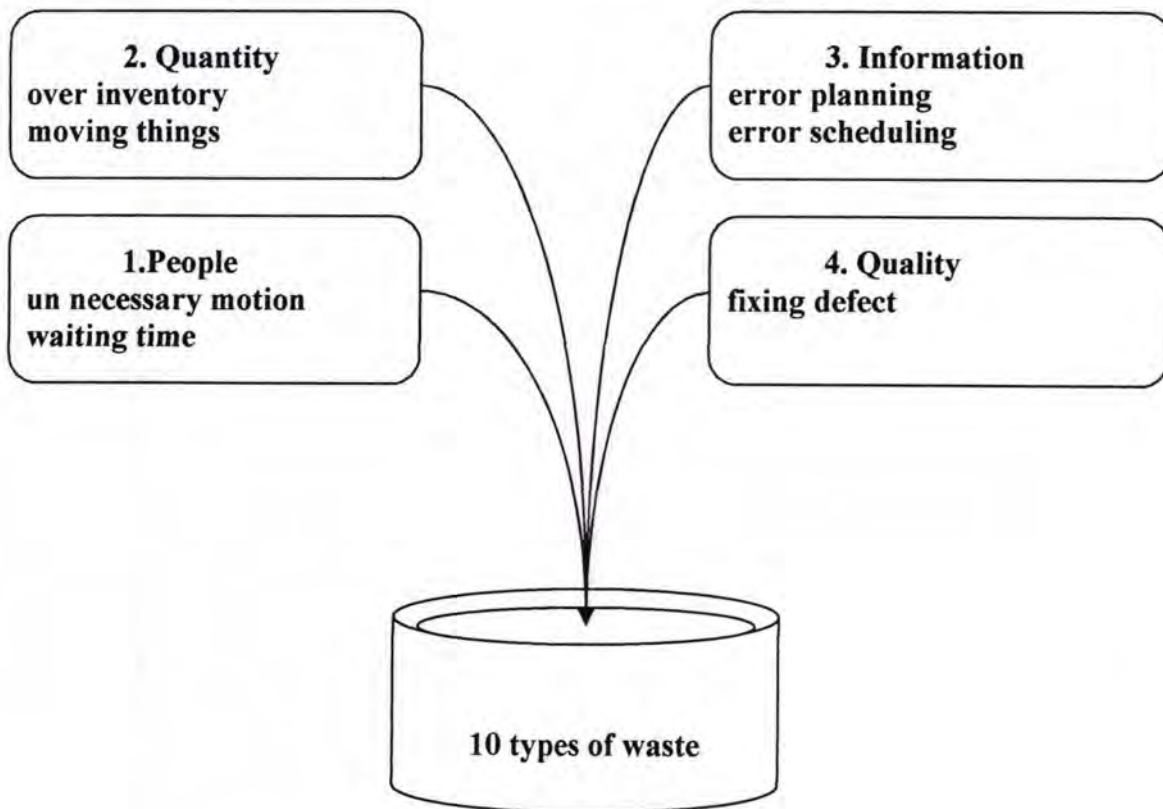 2. Quantity
over inventory
moving things
3. Information
error planning
error scheduling
1.People
un necessary motion
waiting time
4. Quality
fixing defect
10 types of waste